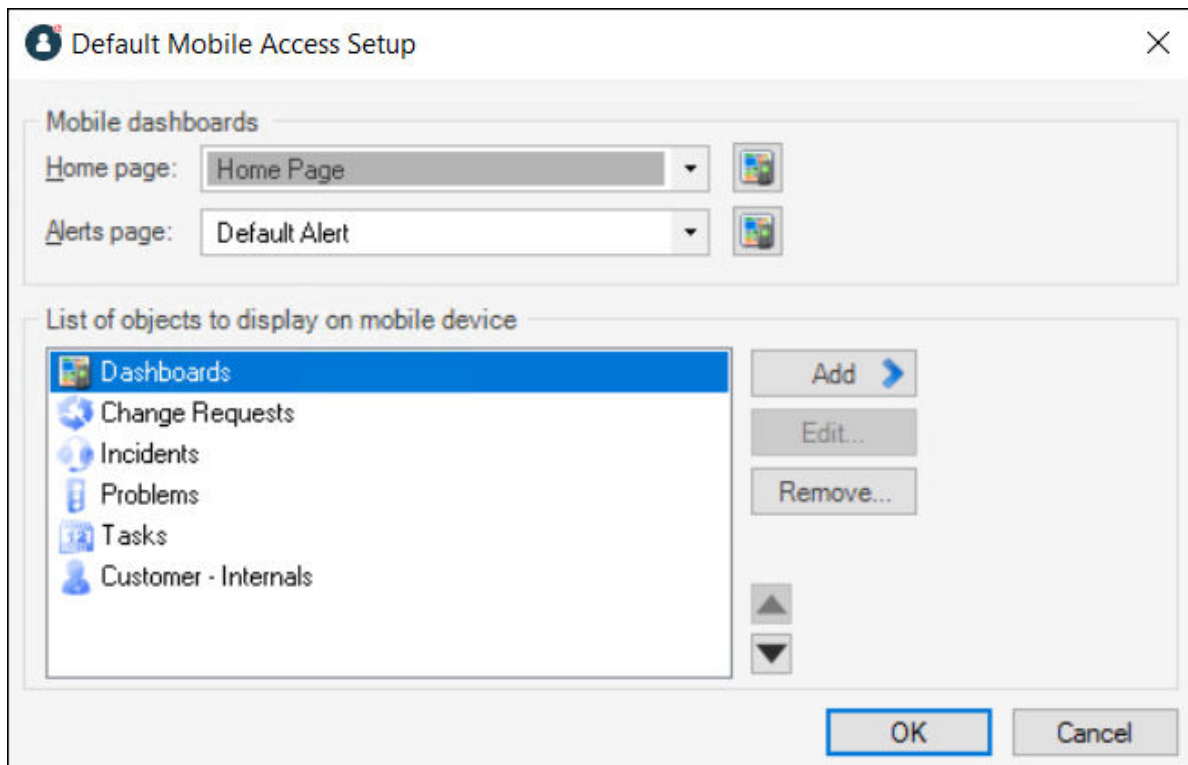 Default Mobile Access Setup
Mobile dashboards
Home page: Home Page
Alerts page: Default Alert
List of objects to display on mobile device
Dashboards
Add
Change Requests
Edit...
Incidents
Problems
Remove...
Tasks
Customer - Internals
OK Cancel